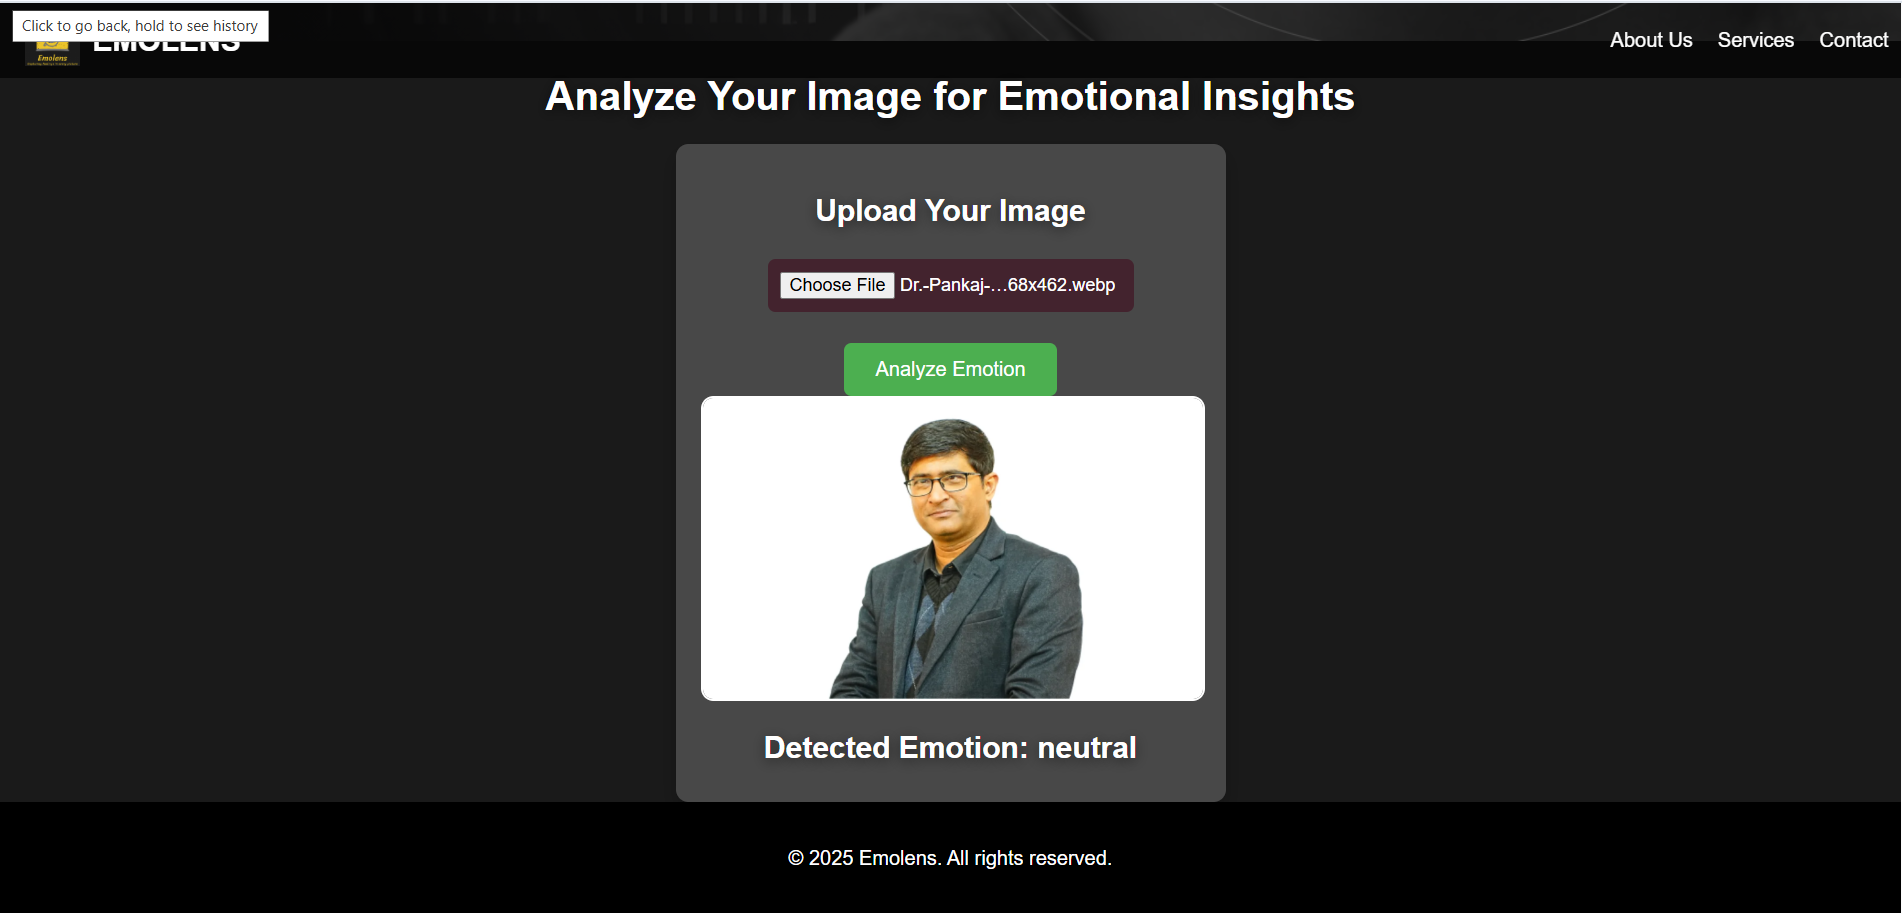 Click to go back, hold to see history
EMOLENS
Emolens
About Us Services Contact
Analyze Your Image for Emotional Insights
Upload Your Image
Choose File Dr.-Pankaj-...68x462.webp
Analyze Emotion
Detected Emotion: neutral
© 2025 Emolens. All rights reserved.